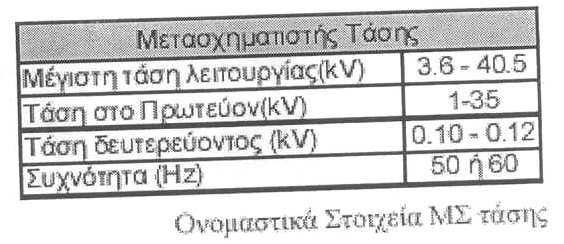 Μετασχηματιστής Τάσης
Μέγιστη τάση λειτουργίας(kV) 3.6 - 40.5
Τάση στο Πρωτεύον(kV) 1-35
Τάση δευτερεύοντος (kV) 0.10 - 0.12
Συχνότητα (Hz) 50 ή 60
Ονομαστικά Στοιχεία ΜΣ τάσης